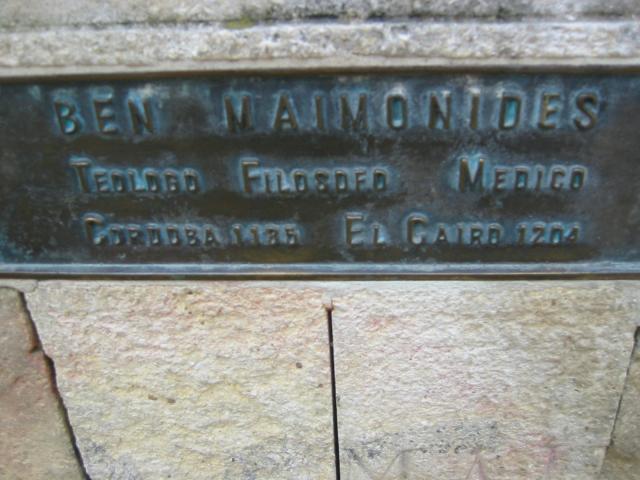 BEN MAIMONIDES
TEOLOGO FILOSOFO MEDICO
CORDOBA 1135 EL CAIRO 1204